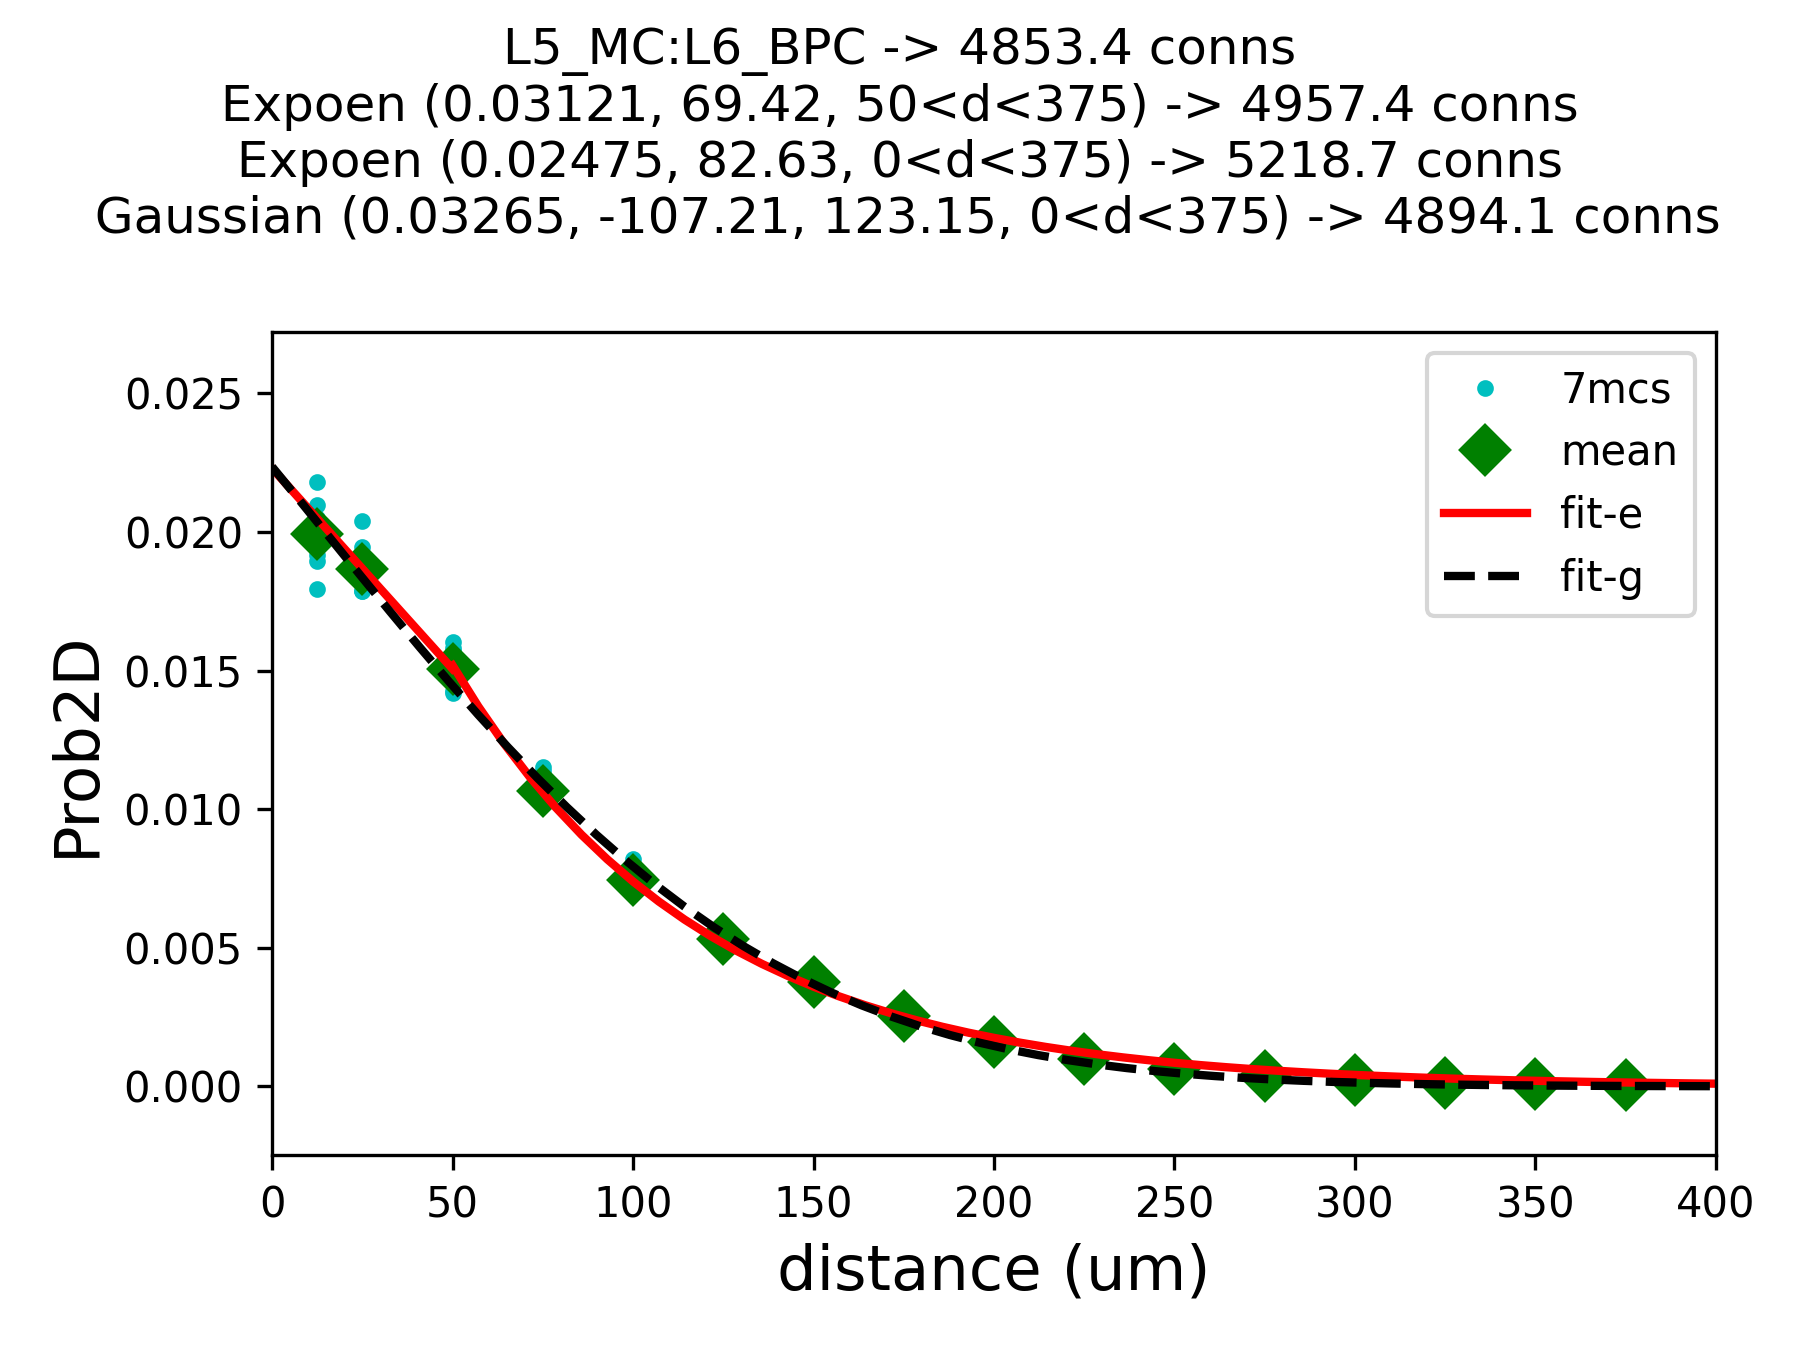 L5_MC:L6_BPC -> 4853.4 conns
Expoen (0.03121, 69.42, 50<d<375) -> 4957.4 conns
Expoen (0.02475, 82.63, 0<d<375) -> 5218.7 conns
Gaussian (0.03265, -107.21, 123.15, 0<d<375) -> 4894.1 conns
7mcs
mean
fit-e
fit-g
Prob2D
0.025
0.020
0.015
0.010
0.005
0.000
0 50 100 150 200 250 300 350 400
distance (um)